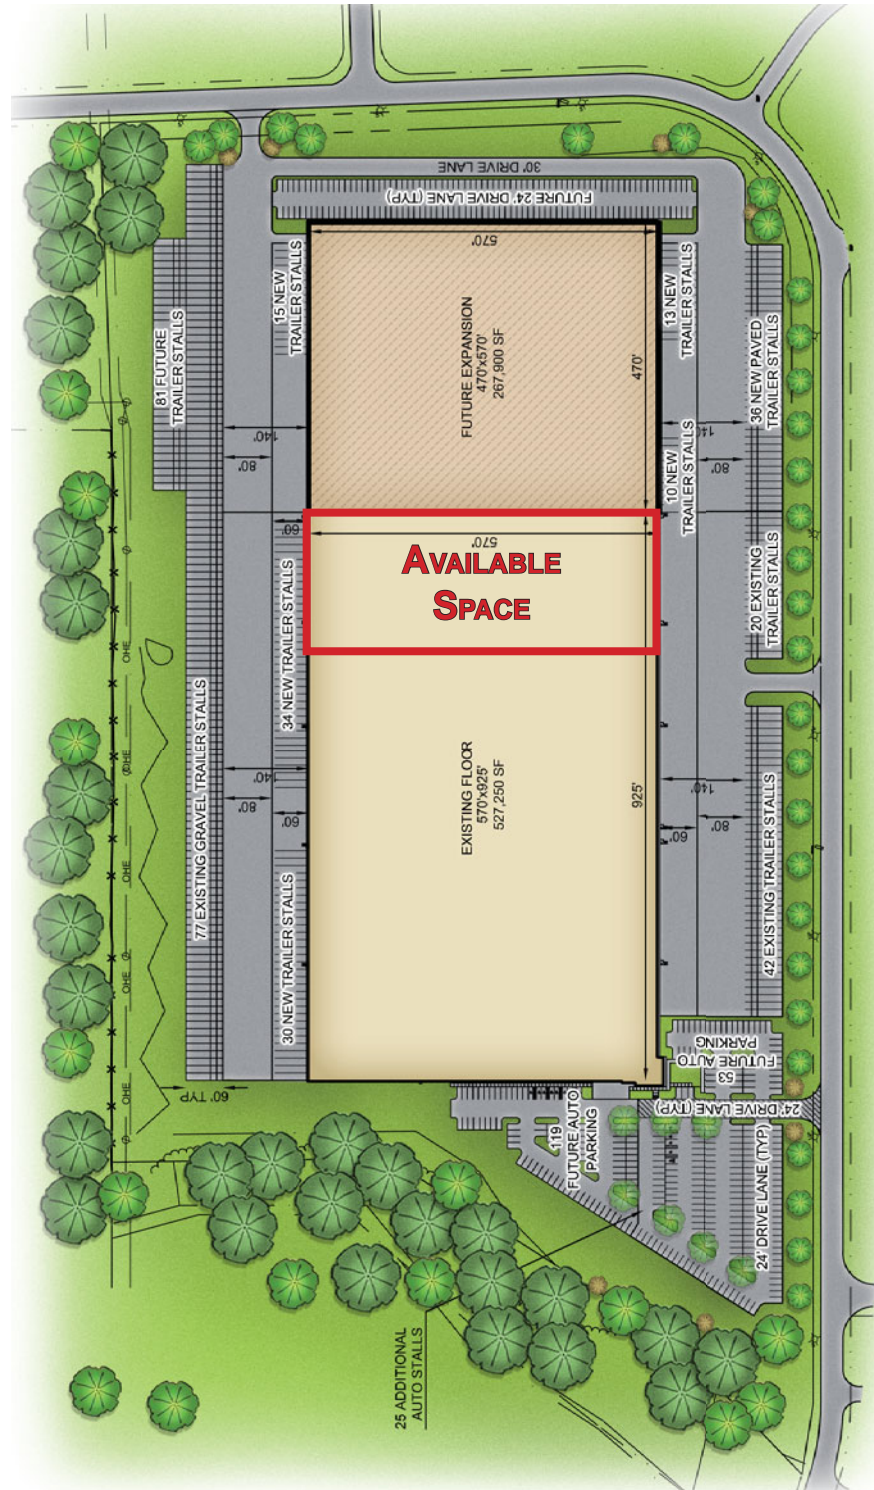 30' DRIVE LANE
FUTURE 24' DRIVE LANE (TYP)
570'
15 NEW
TRAILER STALLS
13 NEW
TRAILER STALLS
81 FUTURE
TRAILER STALLS
FUTURE EXPANSION
470'x570'
267,900 SF
470'
36 NEW PAVED
TRAILER STALLS
140'
80'
140'
80'
10 NEW
TRAILER STALLS
60'
570'
AVAILABLE
SPACE
20 EXISTING
TRAILER STALLS
34 NEW TRAILER STALLS
OHE
77 EXISTING GRAVEL TRAILER STALLS
OHE
EXISTING FLOOR
570'x925'
527,250 SF
925'
140'
80'
60'
140'
80'
60'
42 EXISTING TRAILER STALLS
OHE
30 NEW TRAILER STALLS
OHE
OHE
60' TYP
53
FUTURE AUTO
PARKING
24' DRIVE LANE (TYP)
119
FUTURE AUTO
PARKING
24' DRIVE LANE (TYP)
25 ADDITIONAL
AUTO STALLS